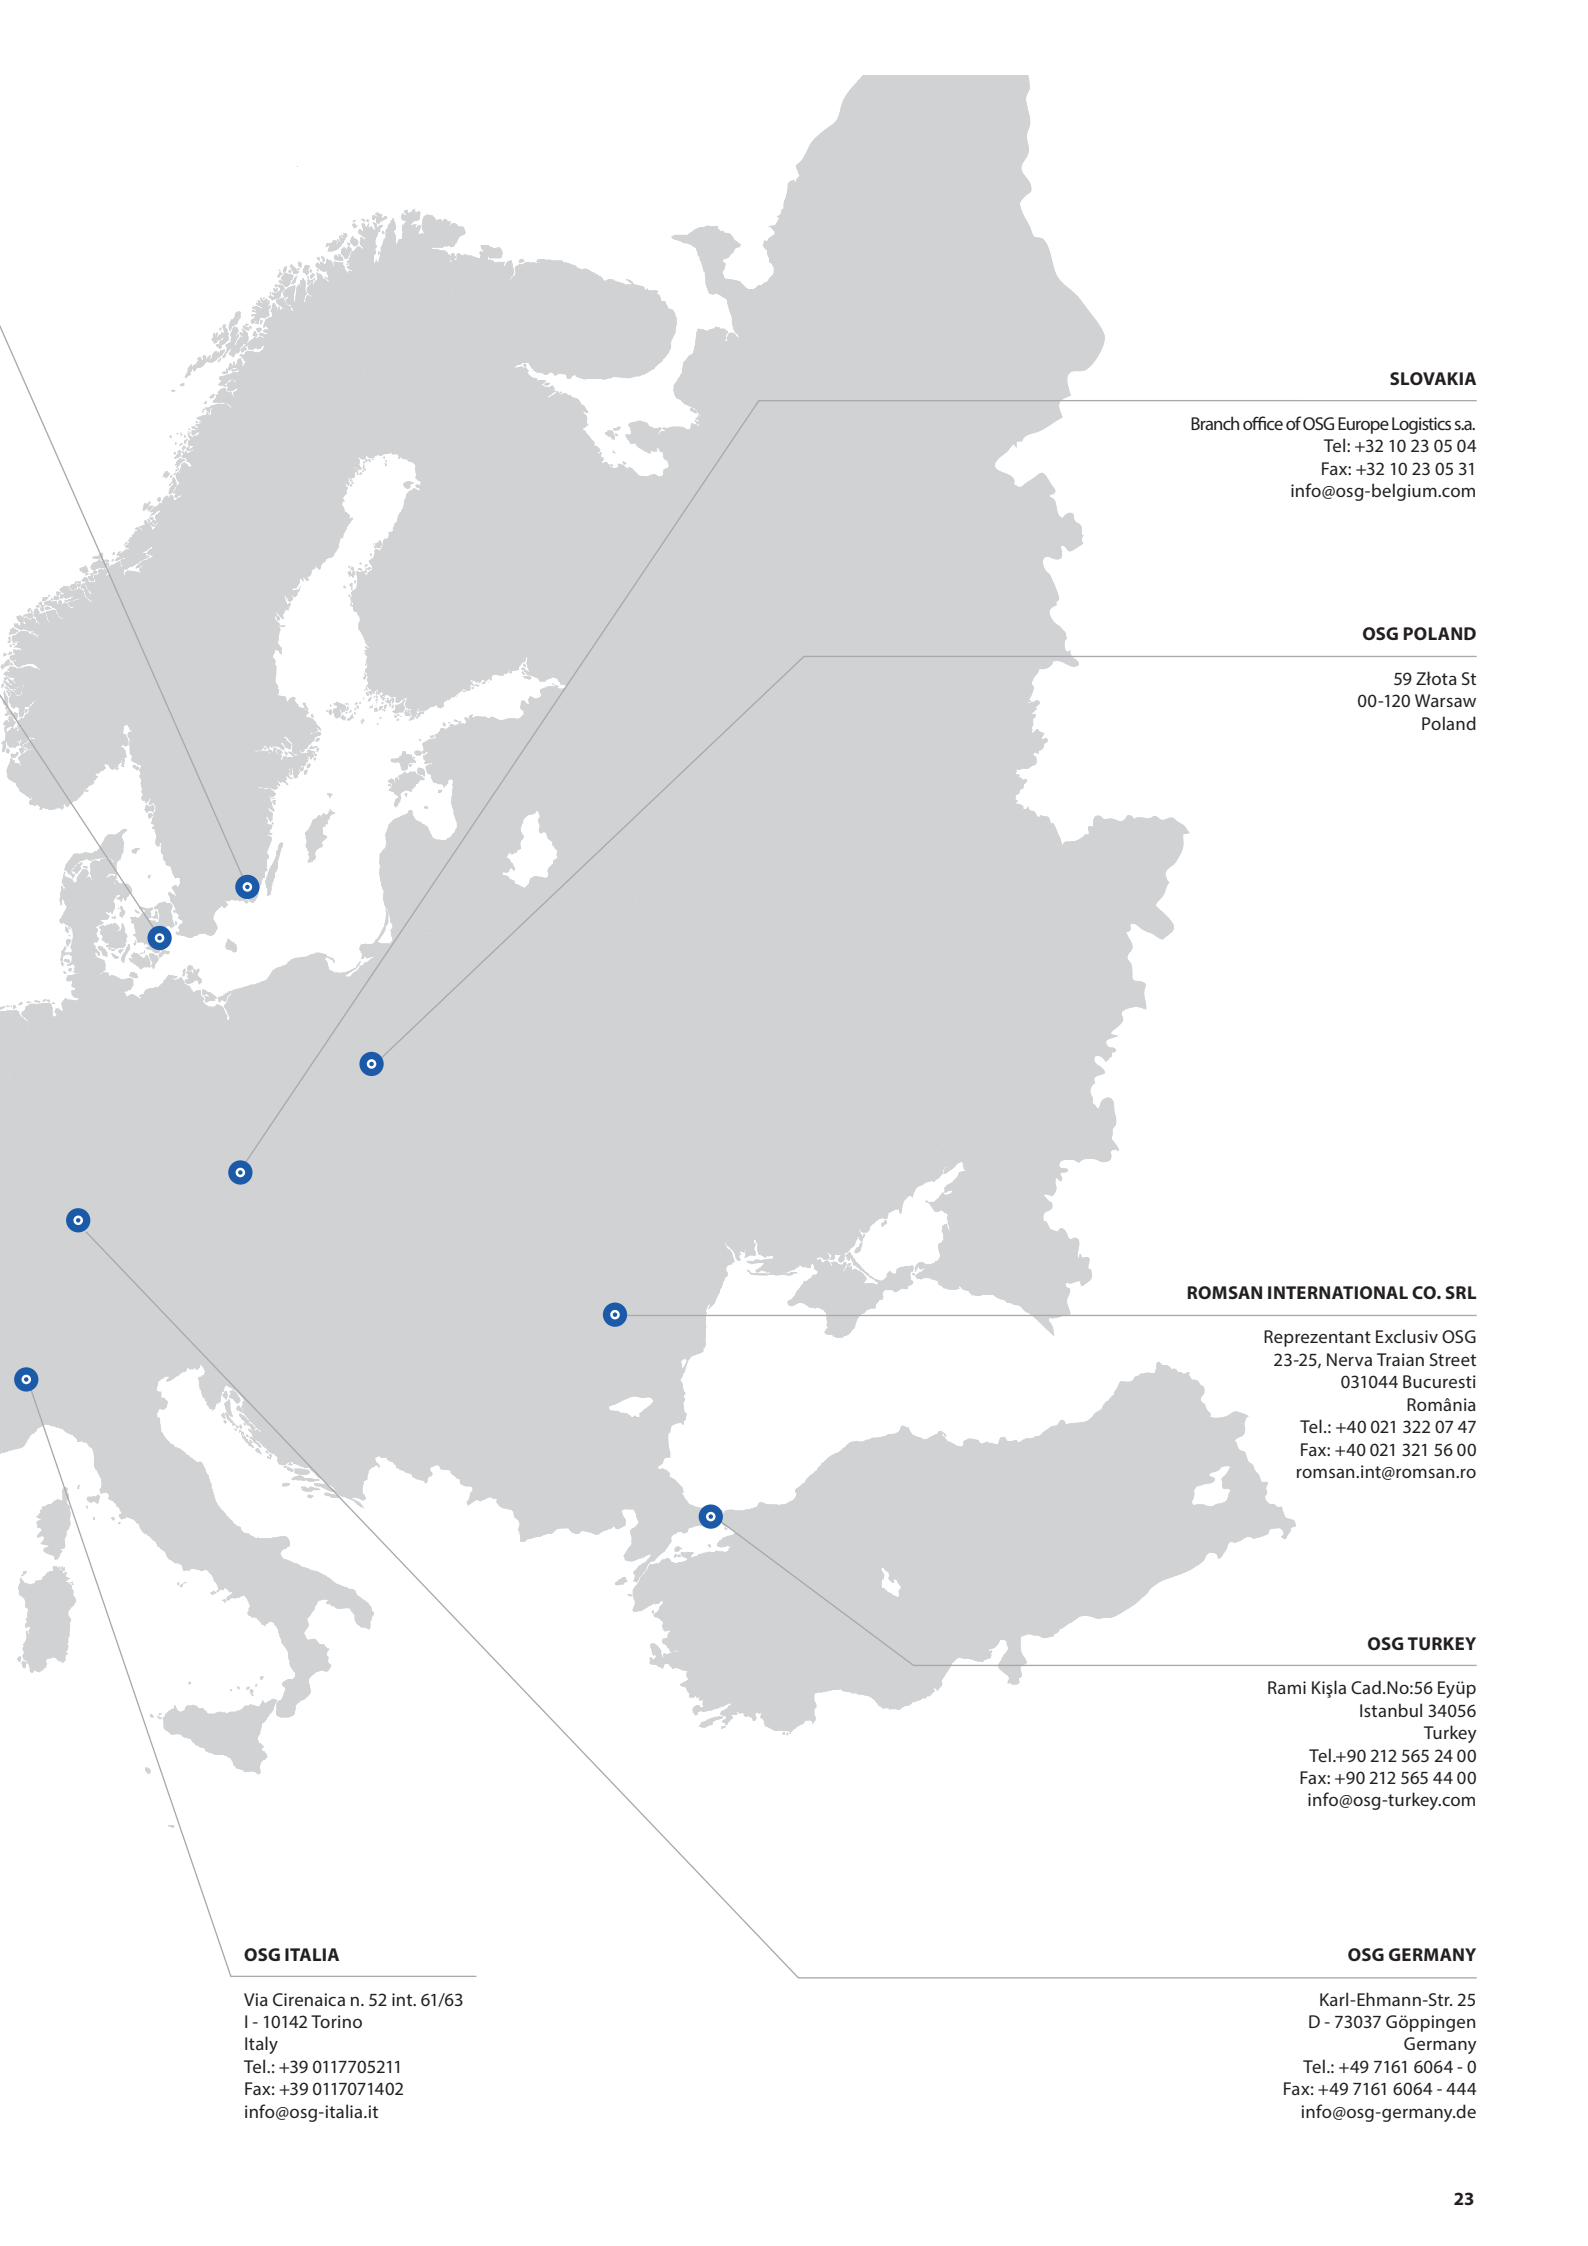 SLOVAKIA
Branch office of OSG Europe Logistics s.a.
Tel: +32 10 23 05 04
Fax: +32 10 23 05 31
info@osg-belgium.com
OSG POLAND
59 Złota St
00-120 Warsaw
Poland
ROMSAN INTERNATIONAL CO. SRL
Reprezentant Exclusiv OSG
23-25, Nerva Traian Street
031044 Bucuresti
România
Tel.: +40 021 322 07 47
Fax: +40 021 321 56 00
romsan.int@romsan.ro
OSG TURKEY
Rami Kişla Cad.No:56 Eyüp
Istanbul 34056
Turkey
Tel.+90 212 565 24 00
Fax: +90 212 565 44 00
info@osg-turkey.com
OSG ITALIA
Via Cirenaica n. 52 int. 61/63
I - 10142 Torino
Italy
Tel.: +39 0117705211
Fax: +39 0117071402
info@osg-italia.it
OSG GERMANY
Karl-Ehmann-Str. 25
D - 73037 Göppingen
Germany
Tel.: +49 7161 6064 - 0
Fax: +49 7161 6064 - 444
info@osg-germany.de
23